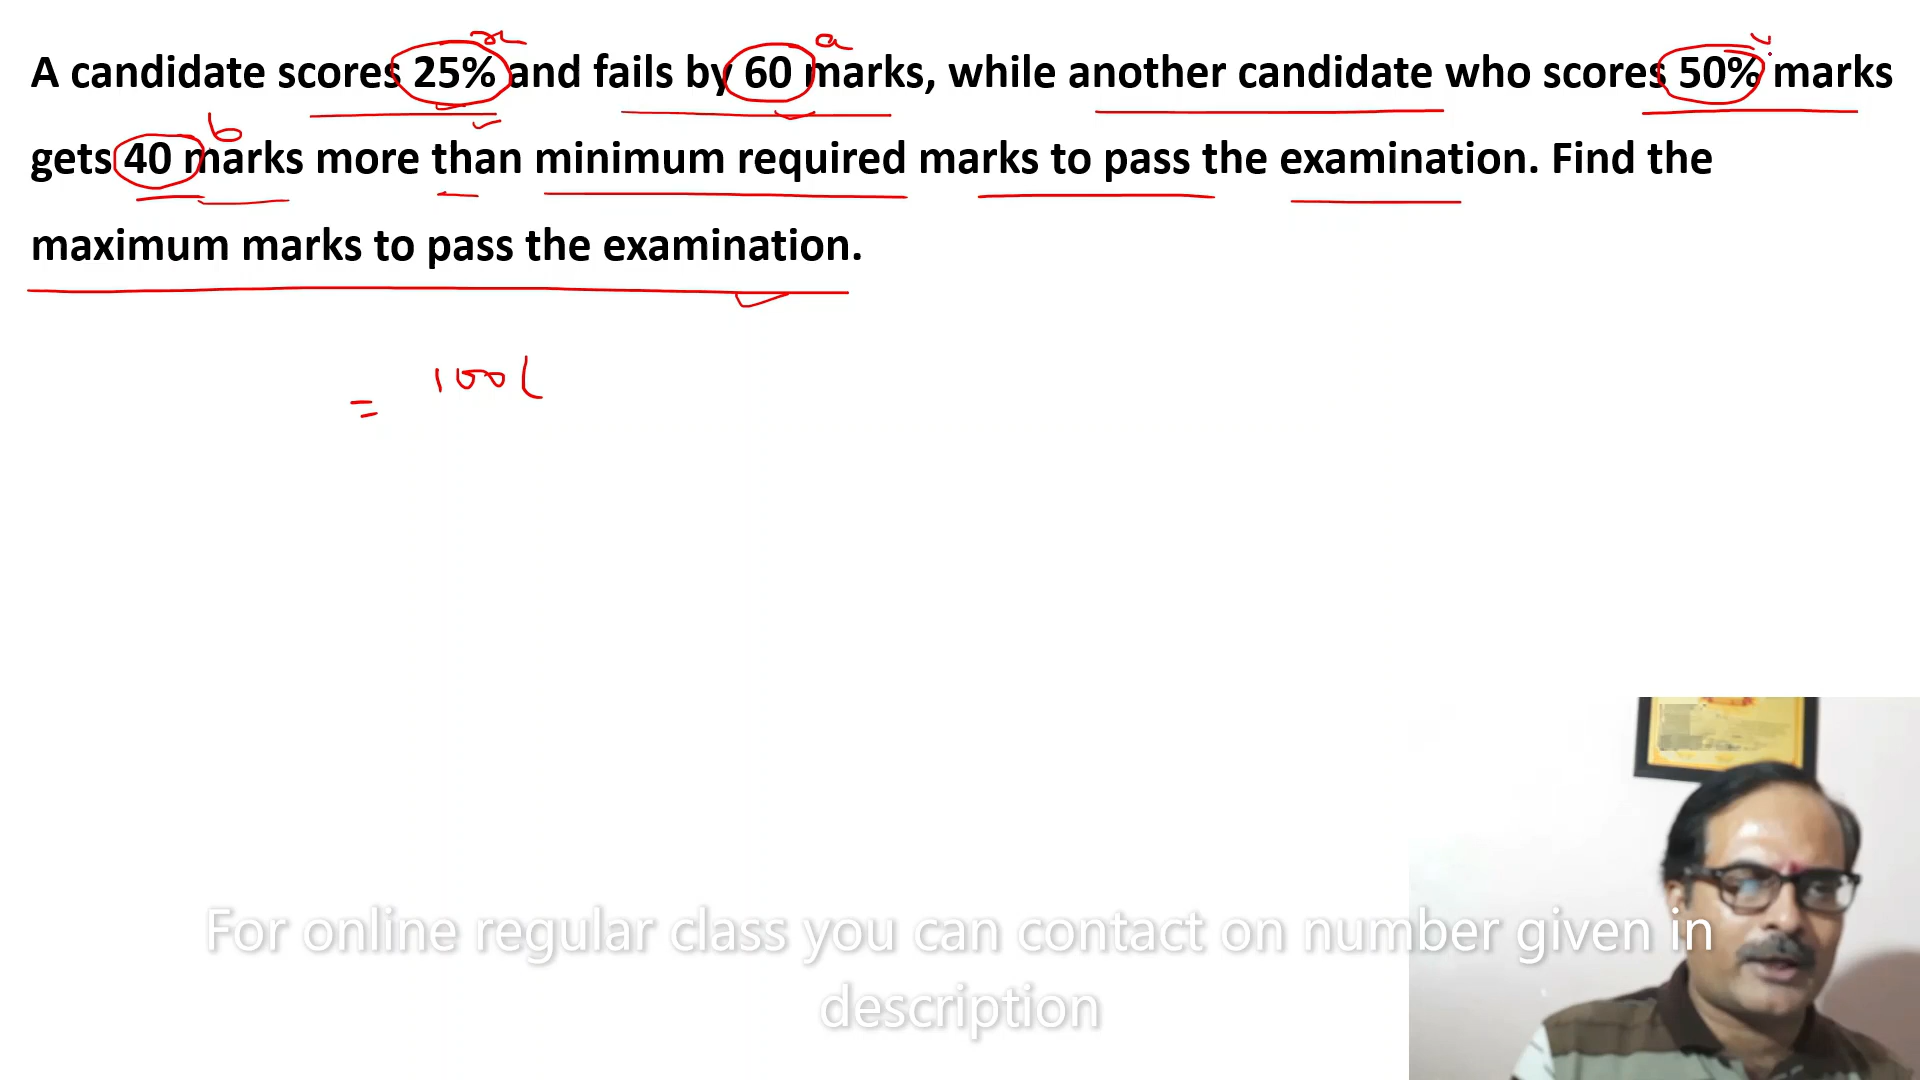 x a y
A candidate scores 25% and fails by 60 marks, while another candidate who scores 50% marks
b
gets 40 marks more than minimum required marks to pass the examination. Find the
maximum marks to pass the examination.
= 100(
For online regular class you can contact on number given in
description